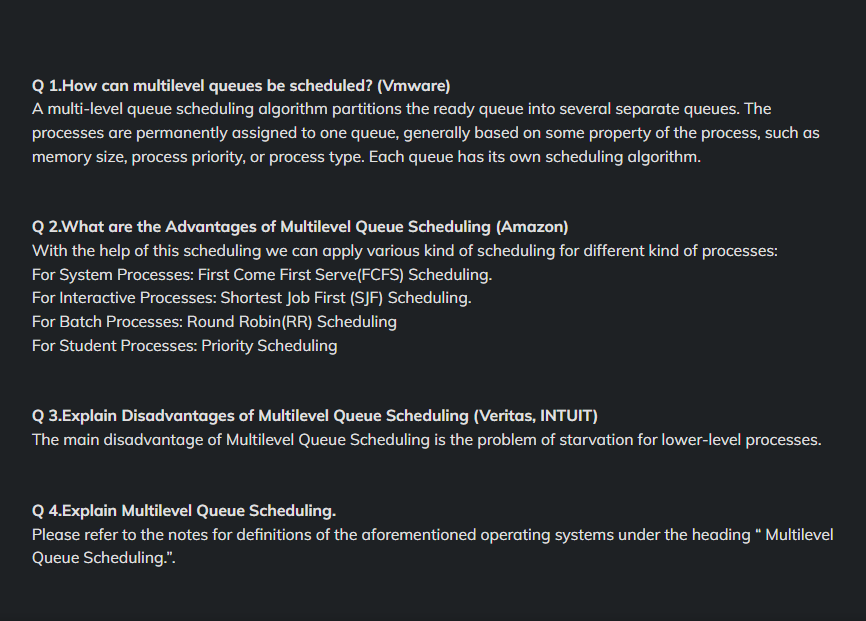 Q 1.How can multilevel queues be scheduled? (Vmware)
A multi-level queue scheduling algorithm partitions the ready queue into several separate queues. The
processes are permanently assigned to one queue, generally based on some property of the process, such as
memory size, process priority, or process type. Each queue has its own scheduling algorithm.
Q 2.What are the Advantages of Multilevel Queue Scheduling (Amazon)
With the help of this scheduling we can apply various kind of scheduling for different kind of processes:
For System Processes: First Come First Serve(FCFS) Scheduling.
For Interactive Processes: Shortest Job First (SJF) Scheduling.
For Batch Processes: Round Robin(RR) Scheduling
For Student Processes: Priority Scheduling
Q 3.Explain Disadvantages of Multilevel Queue Scheduling (Veritas, INTUIT)
The main disadvantage of Multilevel Queue Scheduling is the problem of starvation for lower-level processes.
Q 4.Explain Multilevel Queue Scheduling.
Please refer to the notes for definitions of the aforementioned operating systems under the heading “ Multilevel
Queue Scheduling.”.